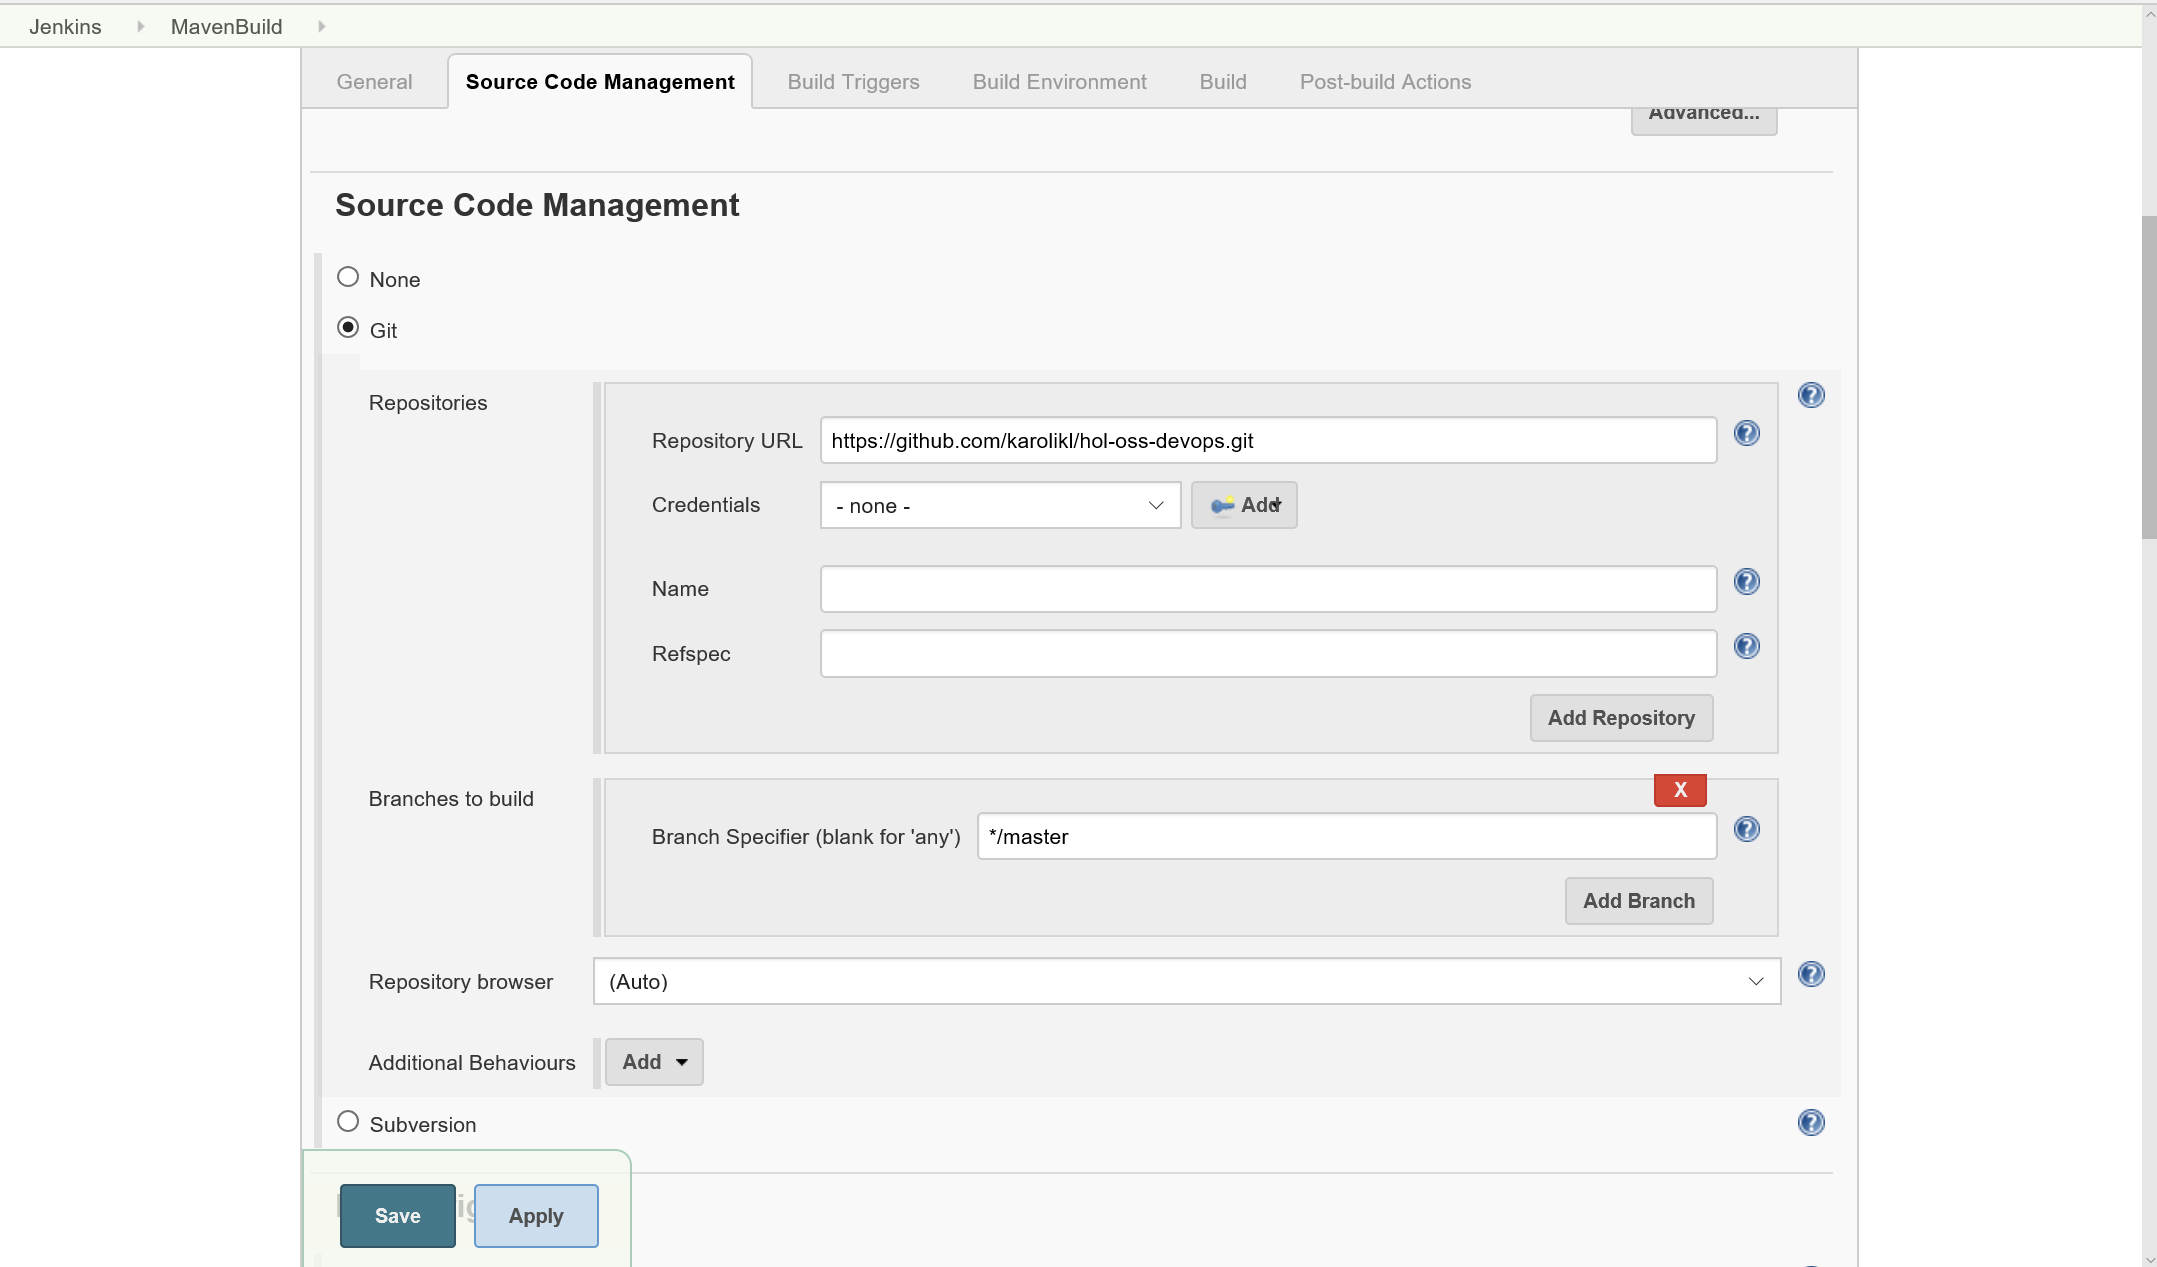 Jenkins MavenBuild
General Source Code Management Build Triggers Build Environment Build Post-build Actions
Advanced...
Source Code Management
None
Git
Repositories
Repository URL https://github.com/karolikl/hol-oss-devops.git
Credentials - none - Add
Name
Refspec
Add Repository
Branches to build
X
Branch Specifier (blank for 'any') */master
Add Branch
Repository browser (Auto)
Additional Behaviours Add
Subversion
Save Apply